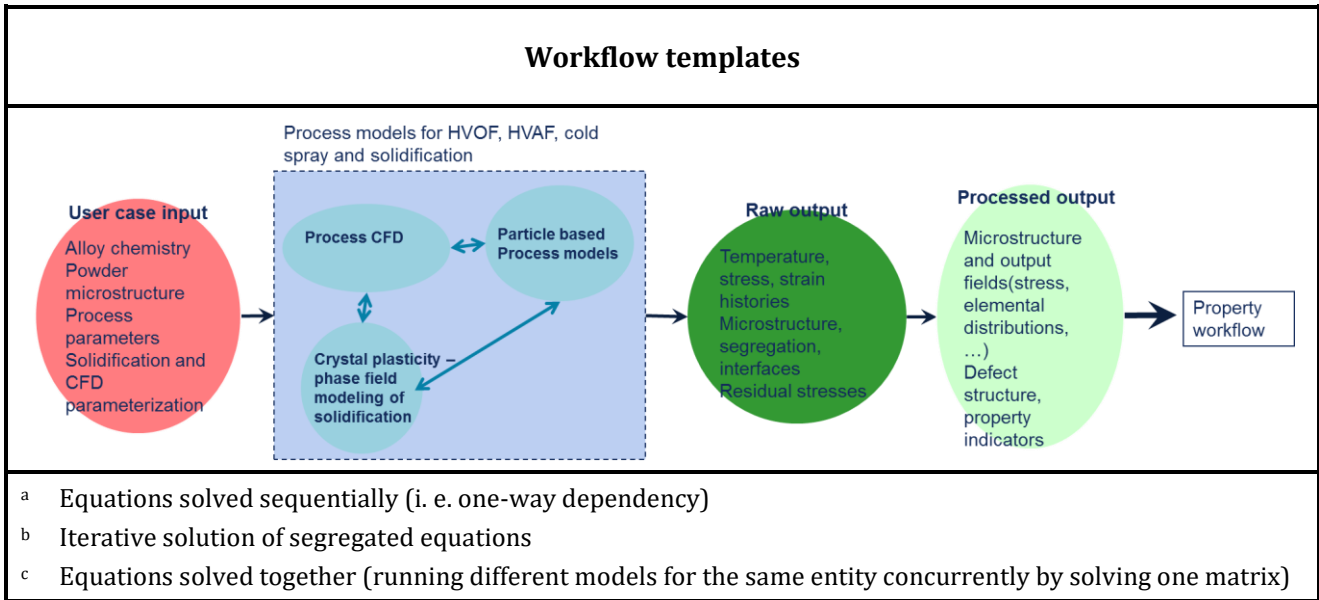 Workflow templates
Process models for HVOF, HVAF, cold
spray and solidification
User case input
Alloy chemistry
Powder
microstructure
Process
parameters
Solidification and
CFD
parameterization
Process CFD
Particle based
Process models
Crystal plasticity –
phase field
modeling of
solidification
Raw output
Temperature,
stress, strain
histories
Microstructure,
segregation,
interfaces
Residual stresses
Processed output
Microstructure
and output
fields(stress,
elemental
distributions,
…)
Defect
structure,
property
indicators
Property
workflow
a Equations solved sequentially (i. e. one-way dependency)
b Iterative solution of segregated equations
c Equations solved together (running different models for the same entity concurrently by solving one matrix)